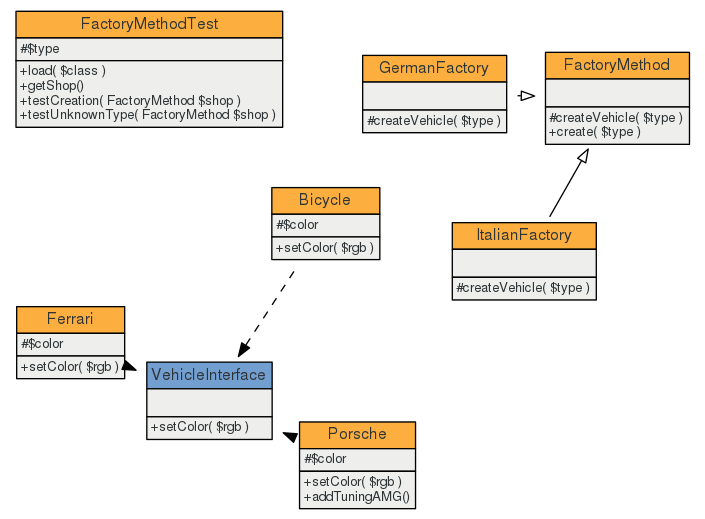 FactoryMethodTest
#$type
+load( $class )
+getShop()
+testCreation( FactoryMethod $shop )
+testUnknownType( FactoryMethod $shop )
GermanFactory
#createVehicle( $type )
FactoryMethod
#createVehicle( $type )
+create( $type )
Bicycle
#$color
+setColor( $rgb )
ItalianFactory
#createVehicle( $type )
Ferrari
#$color
+setColor( $rgb )
VehicleInterface
+setColor( $rgb )
Porsche
#$color
+setColor( $rgb )
+addTuningAMG()